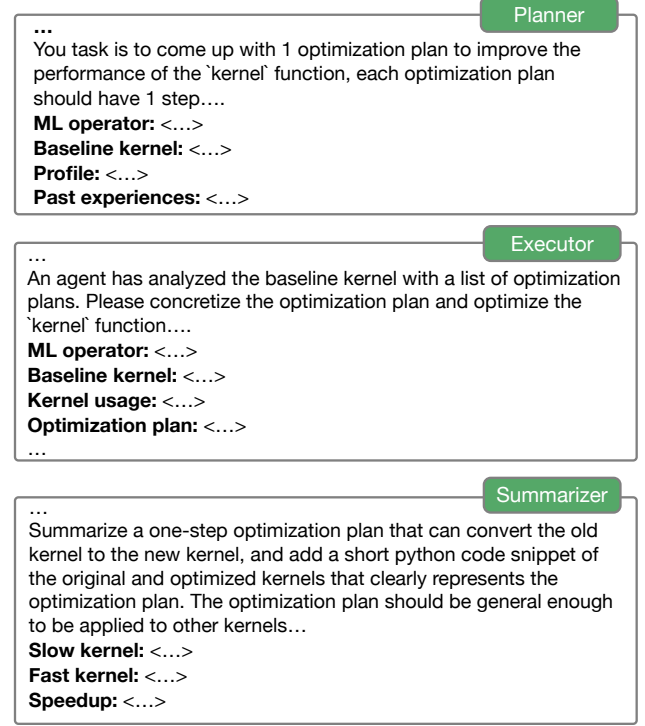 Planner
...
You task is to come up with 1 optimization plan to improve the
performance of the `kernel` function, each optimization plan
should have 1 step….
ML operator: <…>
Baseline kernel: <…>
Profile: <…>
Past experiences: <…>
Executor
…
An agent has analyzed the baseline kernel with a list of optimization
plans. Please concretize the optimization plan and optimize the
`kernel` function….
ML operator: <…>
Baseline kernel: <…>
Kernel usage: <…>
Optimization plan: <…>
…
Summarizer
…
Summarize a one-step optimization plan that can convert the old
kernel to the new kernel, and add a short python code snippet of
the original and optimized kernels that clearly represents the
optimization plan. The optimization plan should be general enough
to be applied to other kernels…
Slow kernel: <…>
Fast kernel: <…>
Speedup: <…>